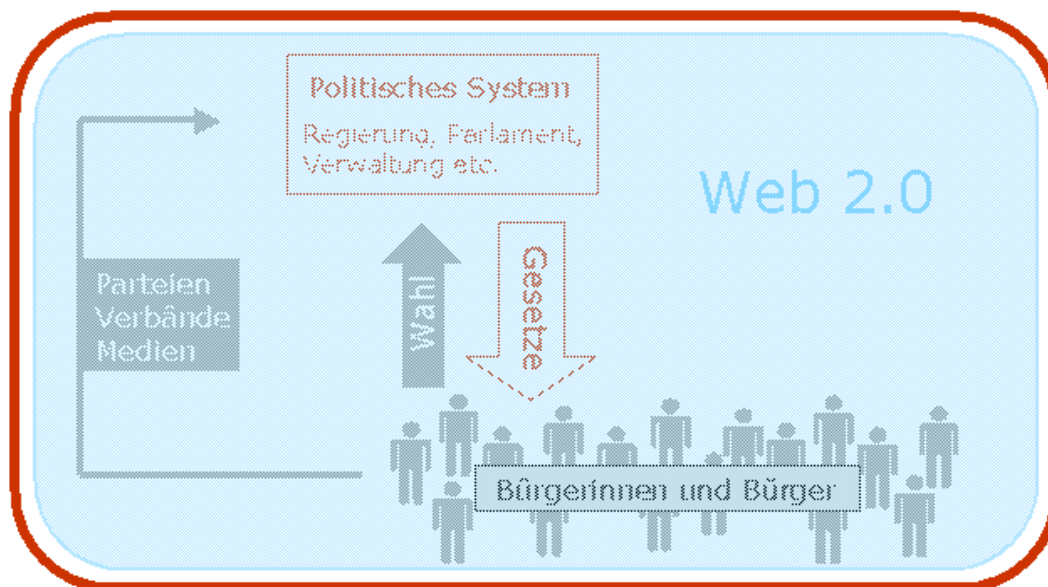 Politisches System
Regierung, Parlament,
Verwaltung etc.
Web 2.0
Parteien
Verbände
Medien
Wahl
Gesetze
Bürgerinnen und Bürger